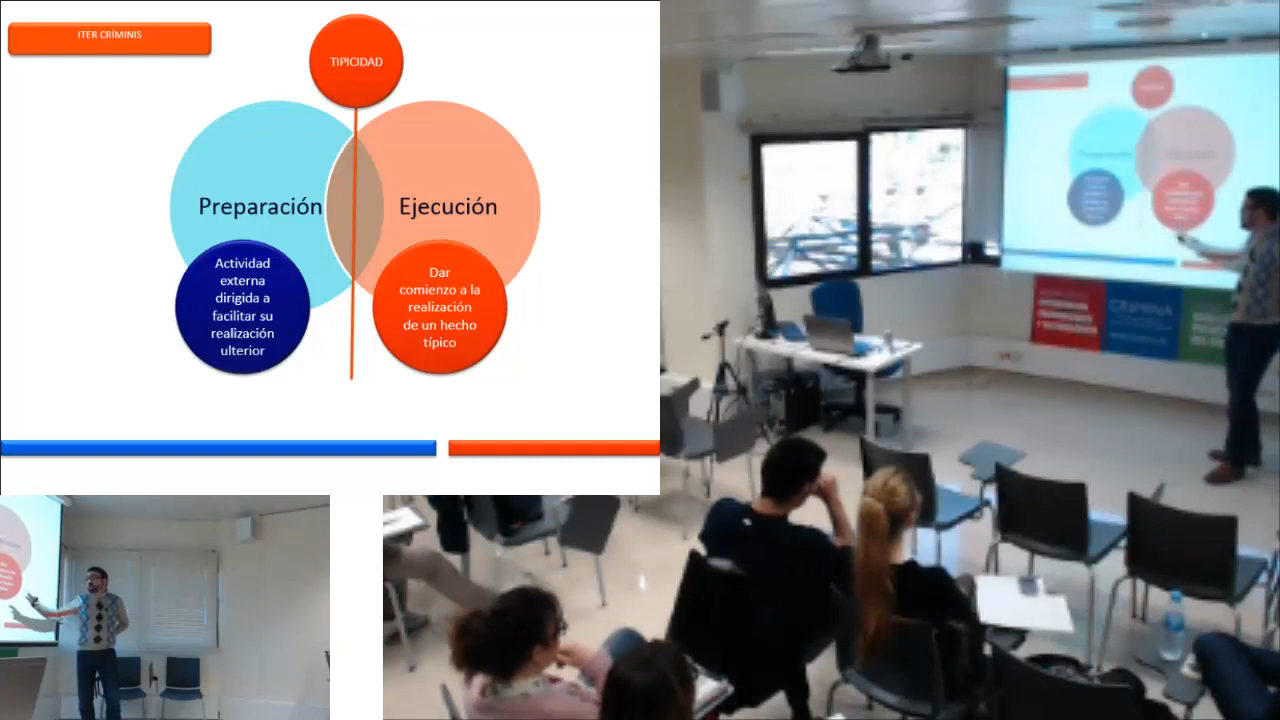 ITER CRÍMINIS
TIPICIDAD
Preparación
Ejecución
Actividad
externa
dirigida a
facilitar su
realización
ulterior
Dar
comienzo a la
realización
de un hecho
típico